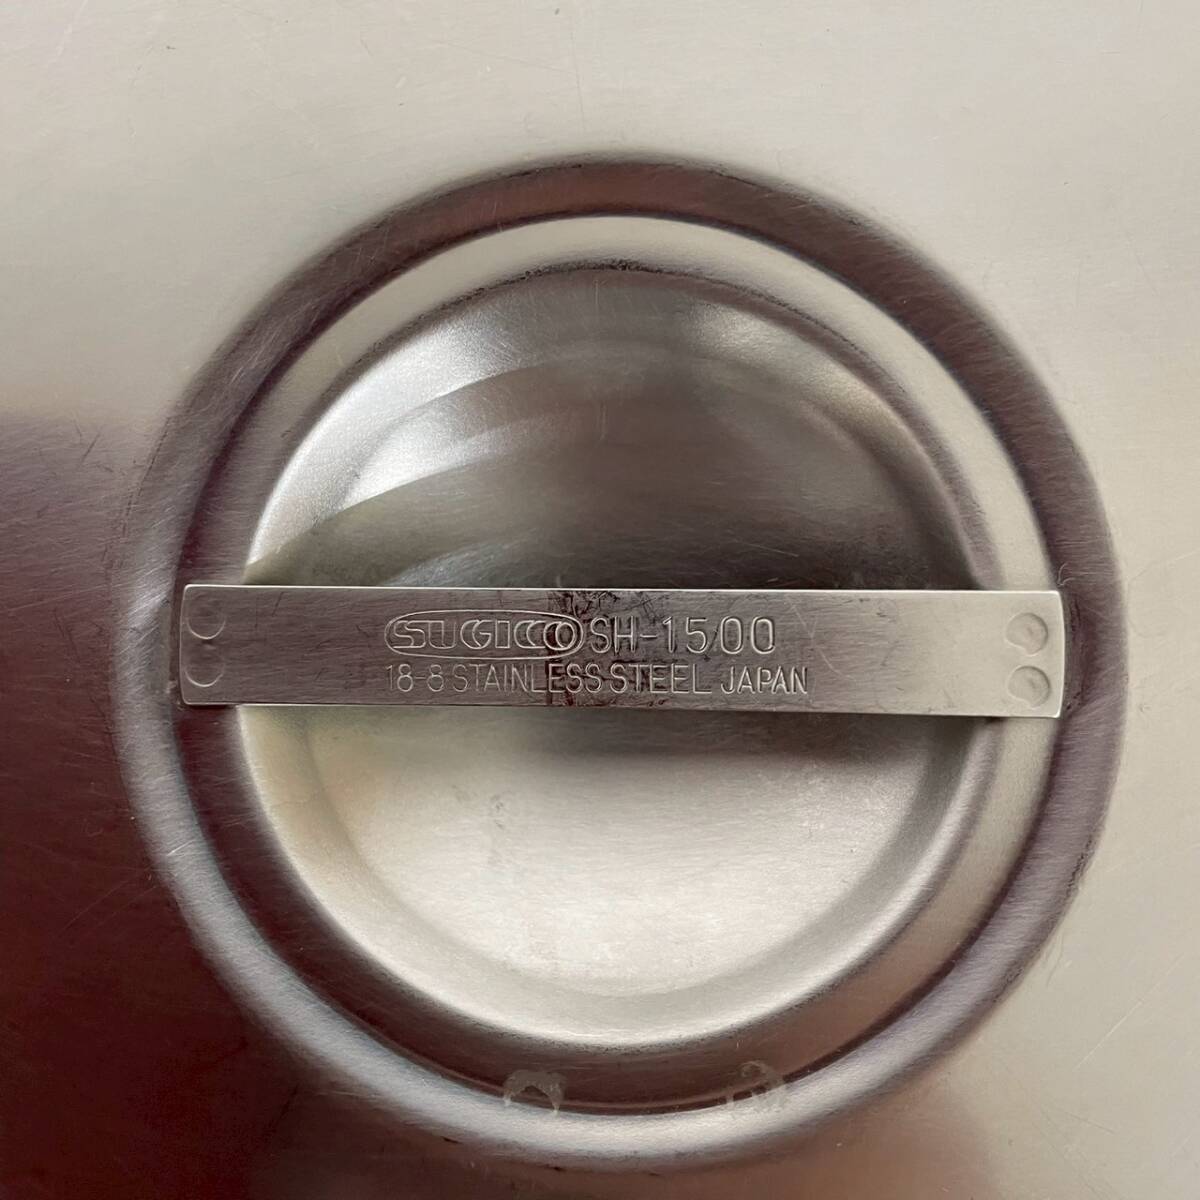 SUGICO SH-1500
18-8 STAINLESS STEEL JAPAN